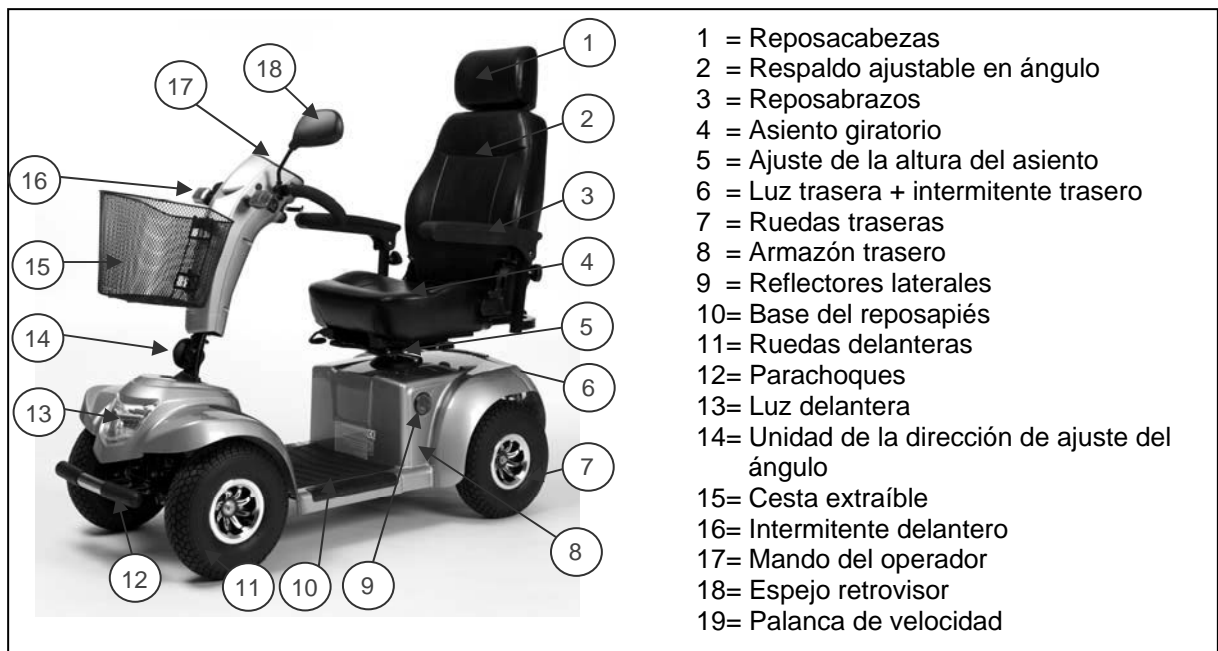 1
2
3
4
5
6
7
8
9
10
11
12
13
14
15
16
17
18
1 = Reposacabezas
2 = Respaldo ajustable en ángulo
3 = Reposabrazos
4 = Asiento giratorio
5 = Ajuste de la altura del asiento
6 = Luz trasera + intermitente trasero
7 = Ruedas traseras
8 = Armazón trasero
9 = Reflectores laterales
10= Base del reposapiés
11= Ruedas delanteras
12= Parachoques
13= Luz delantera
14= Unidad de la dirección de ajuste del
ángulo
15= Cesta extraíble
16= Intermitente delantero
17= Mando del operador
18= Espejo retrovisor
19= Palanca de velocidad